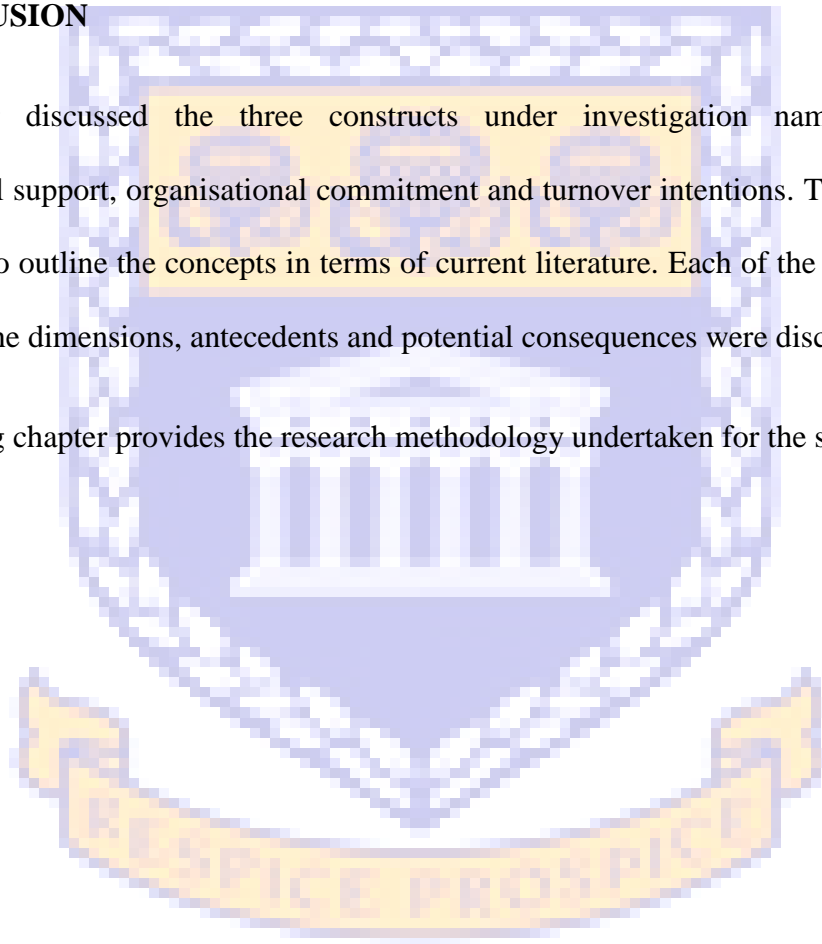 USION
discussed the three constructs under investigation nam
l support, organisational commitment and turnover intentions. T
o outline the concepts in terms of current literature. Each of the
ne dimensions, antecedents and potential consequences were disc
g chapter provides the research methodology undertaken for the s
RESPICE PROSPICE